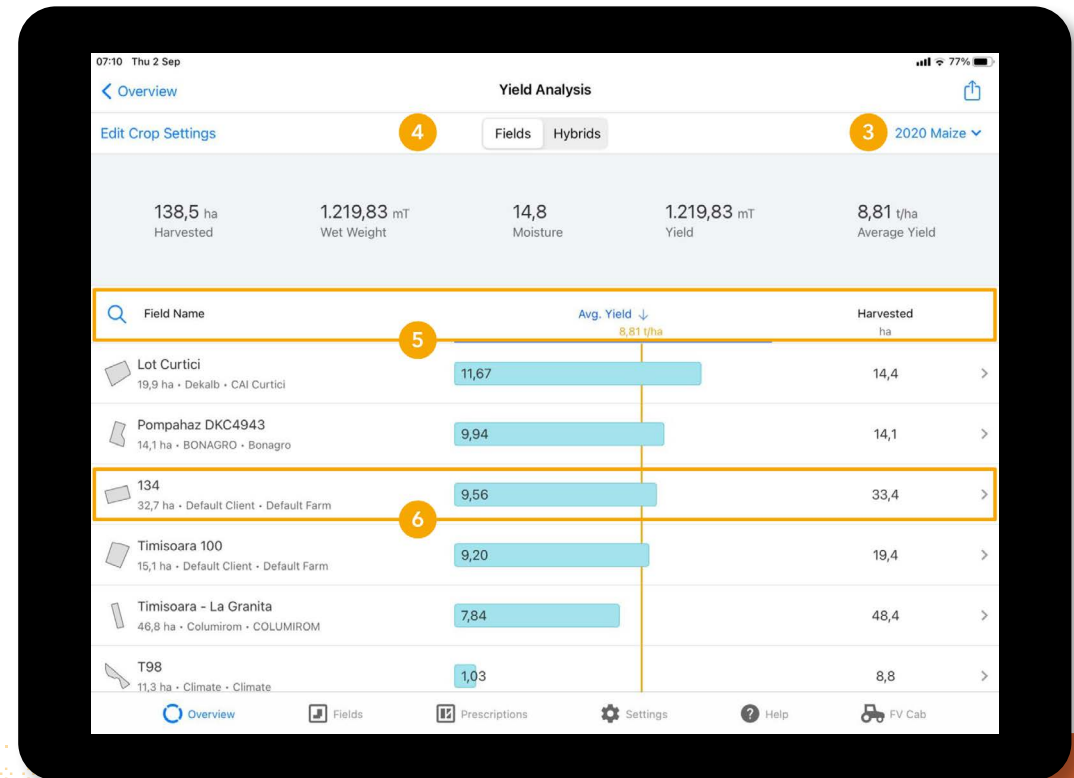 07:10 Thu 2 Sep 77%
Overview Yield Analysis
Edit Crop Settings 4 Fields Hybrids 3 2020 Maize
138,5 ha 1.219,83 mT 14,8 1.219,83 mT 8,81 t/ha
Harvested Wet Weight Moisture Yield Average Yield
Field Name Avg. Yield ↓ Harvested
8,81 t/ha ha
5
Lot Curtici
19,9 ha • Dekalb • CAI Curtici
11,67 14,4
Pompahaz DKC4943
14,1 ha • BONAGRO • Bonagro
9,94 14,1
134
32,7 ha • Default Client • Default Farm
9,56 33,4
6
Timisoara 100
15,1 ha • Default Client • Default Farm
9,20 19,4
Timisoara - La Granita
46,8 ha • Columirom • COLUMIROM
7,84 48,4
T98
11,3 ha • Climate • Climate
1,03 8,8
Overview Fields Prescriptions Settings Help FV Cab